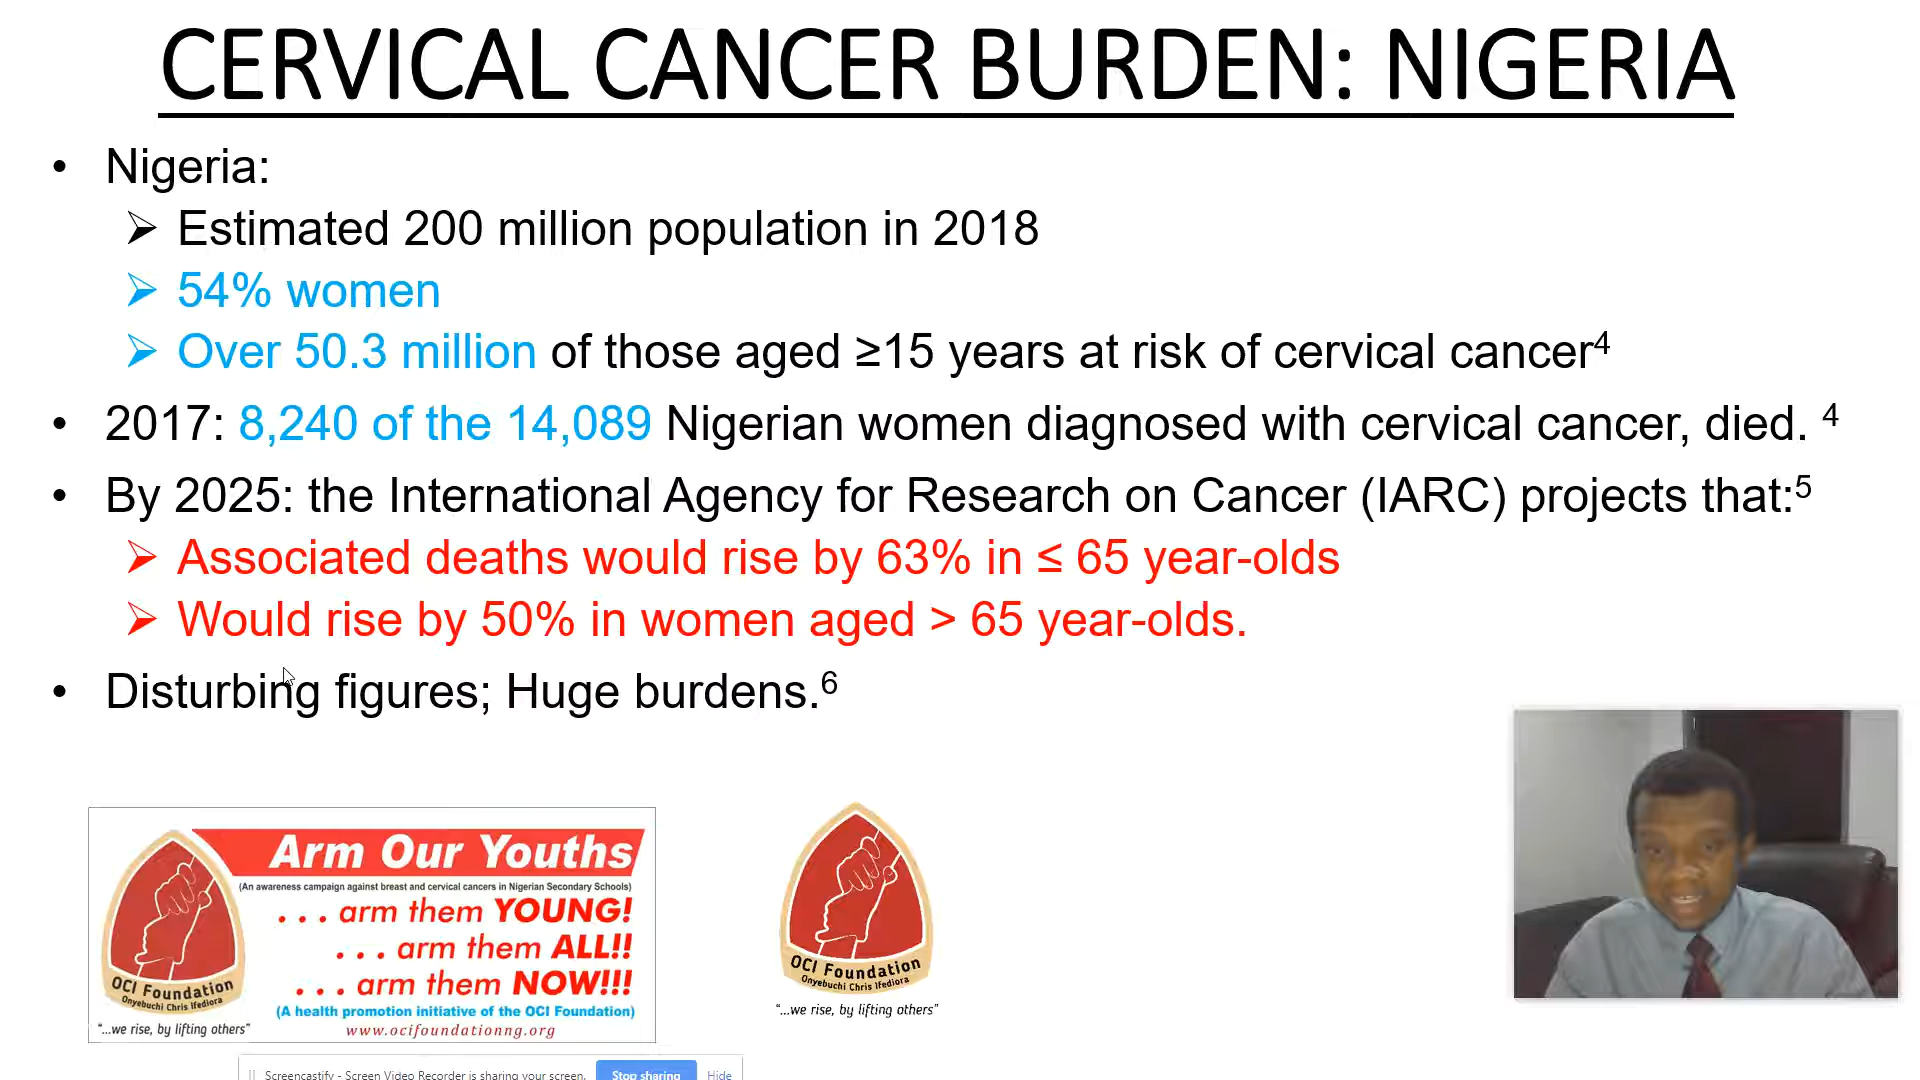 CERVICAL CANCER BURDEN: NIGERIA
• Nigeria:
➢ Estimated 200 million population in 2018
➢ 54% women
➢ Over 50.3 million of those aged ≥15 years at risk of cervical cancer⁴
• 2017: 8,240 of the 14,089 Nigerian women diagnosed with cervical cancer, died. ⁴
• By 2025: the International Agency for Research on Cancer (IARC) projects that:⁵
➢ Associated deaths would rise by 63% in ≤ 65 year-olds
➢ Would rise by 50% in women aged > 65 year-olds.
• Disturbing figures; Huge burdens.⁶
Arm Our Youths
(An awareness campaign against breast and cervical cancers in Nigerian Secondary Schools)
. . . arm them YOUNG!
. . . arm them ALL!!
. . . arm them NOW!!!
(A health promotion initiative of the OCI Foundation)
www.ocifoundationng.org
OCI Foundation
Onyebuchi Chris Ifediora
"...we rise, by lifting others"
OCI Foundation
Onyebuchi Chris Ifediora
"...we rise, by lifting others"
Screencastify - Screen Video Recorder is sharing your screen.
Stop sharing
Hide